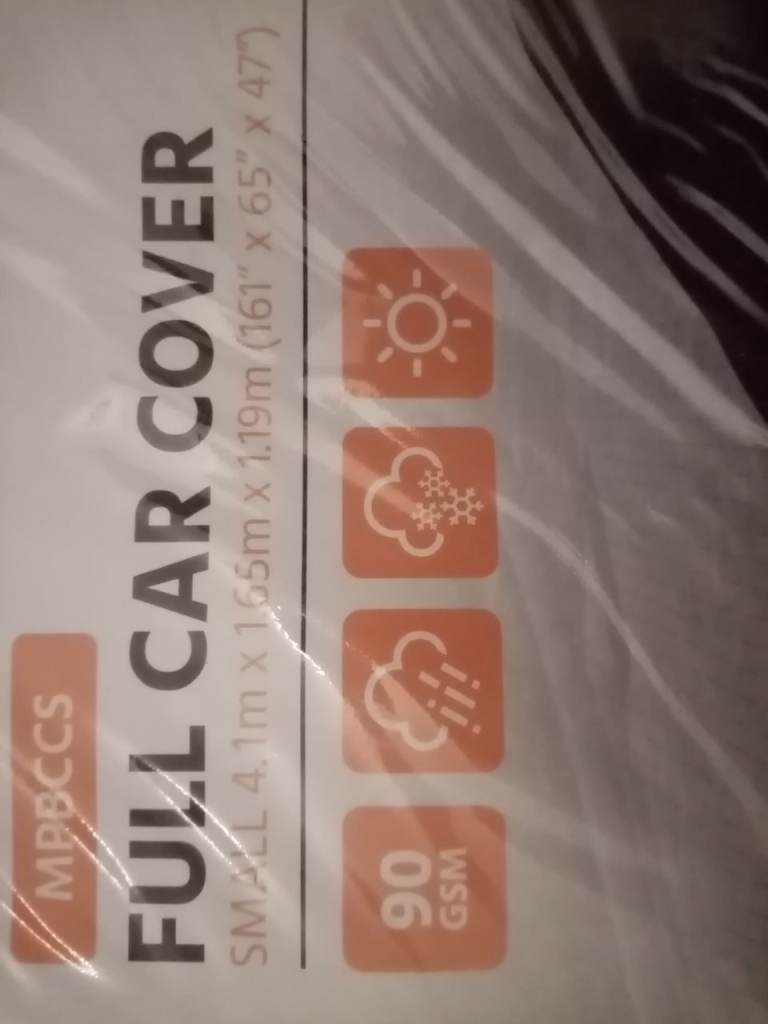 MPBCCS
FULL CAR COVER
SMALL 4.1m x 1.65m x 1.19m (161" x 65" x 47")
90
GSM